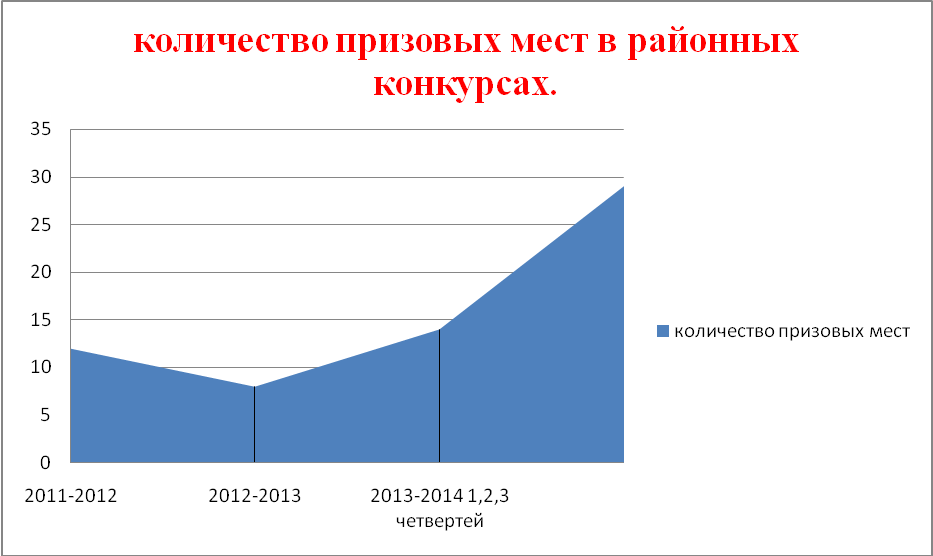 количество призовых мест в районных
конкурсах.
35
30
25
20
15
10
5
0
количество призовых мест
2011-2012
2012-2013
2013-2014 1,2,3
четвертей